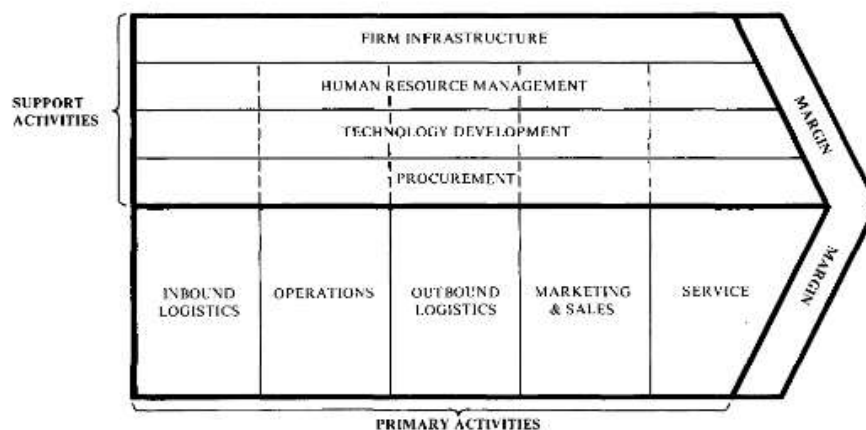 FIRM INFRASTRUCTURE
HUMAN RESOURCE MANAGEMENT
SUPPORT
ACTIVITIES
TECHNOLOGY DEVELOPMENT
PROCUREMENT
MARGIN
MARGIN
INBOUND
LOGISTICS
OPERATIONS
OUTBOUND
LOGISTICS
MARKETING
& SALES
SERVICE
PRIMARY ACTIVITIES